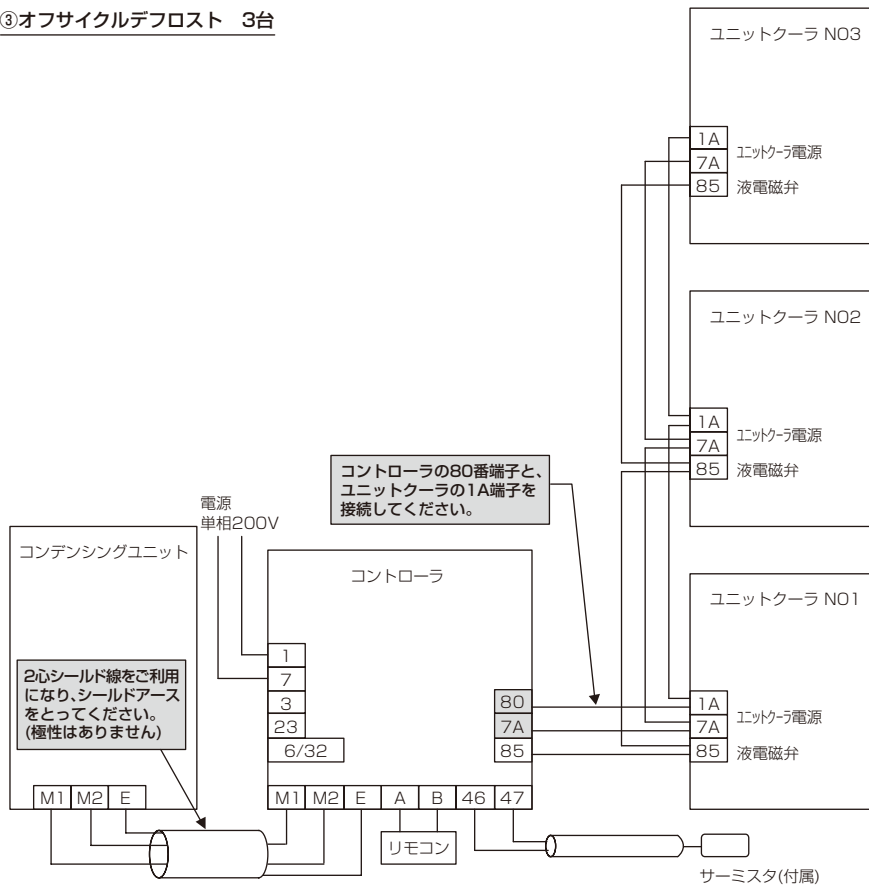 ③オフサイクルデフロスト 3台
ユニットクーラ NO3
1A
7A
85
ユニットクーラ電源
液電磁弁
ユニットクーラ NO2
1A
7A
85
ユニットクーラ電源
液電磁弁
コントローラの80番端子と、
ユニットクーラの1A端子を
接続してください。
電源
単相200V
コンデンシングユニット
2心シールド線をご利用
になり、シールドアース
をとってください。
(極性はありません)
M1 M2 E
コントローラ
1
7
3
23
6/32
80
7A
85
M1 M2 E A B 46 47
リモコン
サーミスタ(付属)
ユニットクーラ NO1
1A
7A
85
ユニットクーラ電源
液電磁弁